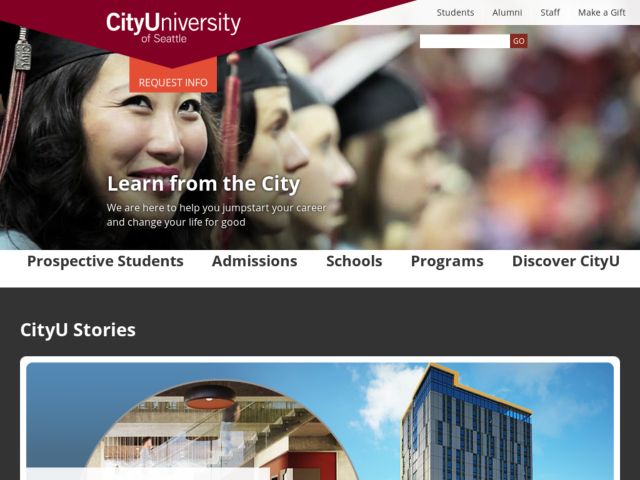 CityUniversity
of Seattle
Students
Alumni
Staff
Make a Gift
GO
REQUEST INFO
Learn from the City
We are here to help you jumpstart your career
and change your life for good
Prospective Students
Admissions
Schools
Programs
Discover CityU
CityU Stories